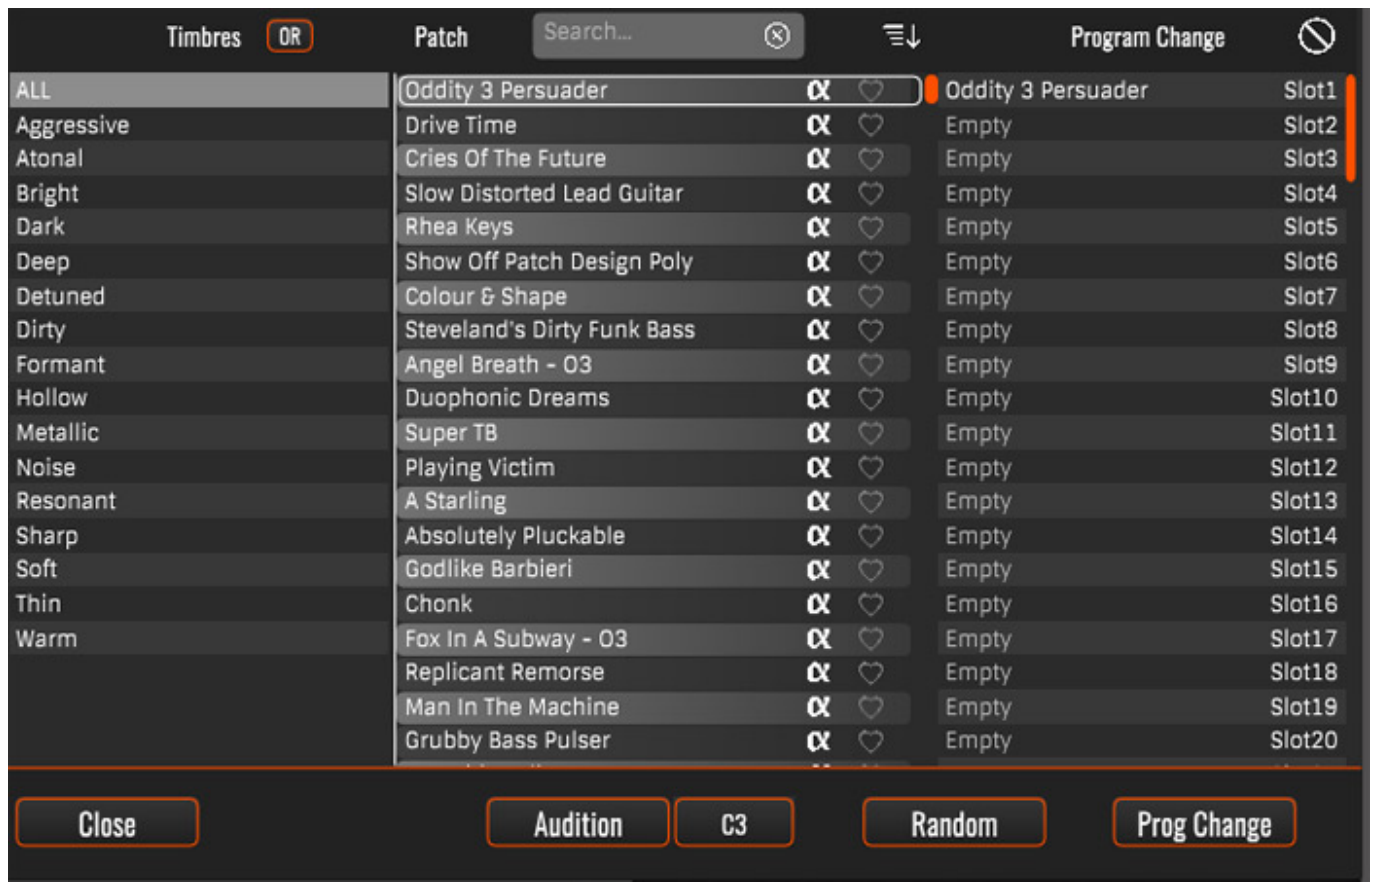 Timbres OR Patch Search... Program Change
ALL Oddity 3 Persuader α Oddity 3 Persuader Slot1
Aggressive Drive Time α Empty Slot2
Atonal Cries Of The Future α Empty Slot3
Bright Slow Distorted Lead Guitar α Empty Slot4
Dark Rhea Keys α Empty Slot5
Deep Show Off Patch Design Poly α Empty Slot6
Detuned Colour & Shape α Empty Slot7
Dirty Steveland's Dirty Funk Bass α Empty Slot8
Formant Angel Breath - O3 α Empty Slot9
Hollow Duophonic Dreams α Empty Slot10
Metallic Super TB α Empty Slot11
Noise Playing Victim α Empty Slot12
Resonant A Starling α Empty Slot13
Sharp Absolutely Pluckable α Empty Slot14
Soft Godlike Barbieri α Empty Slot15
Thin Chonk α Empty Slot16
Warm Fox In A Subway - O3 α Empty Slot17
Replicant Remorse α Empty Slot18
Man In The Machine α Empty Slot19
Grubby Bass Pulser α Empty Slot20
Close Audition C3 Random Prog Change